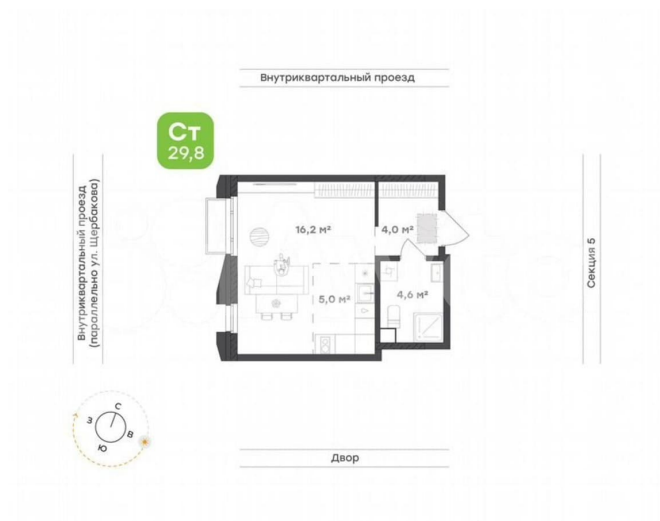 Внутриквартальный проезд
Ст
29,8
Внутриквартальный проезд
(параллельно ул. Щербакова)
16,2 м²
4,0 м²
Секция 5
5,0 м²
4,6 м²
С
З
В
Ю
Двор